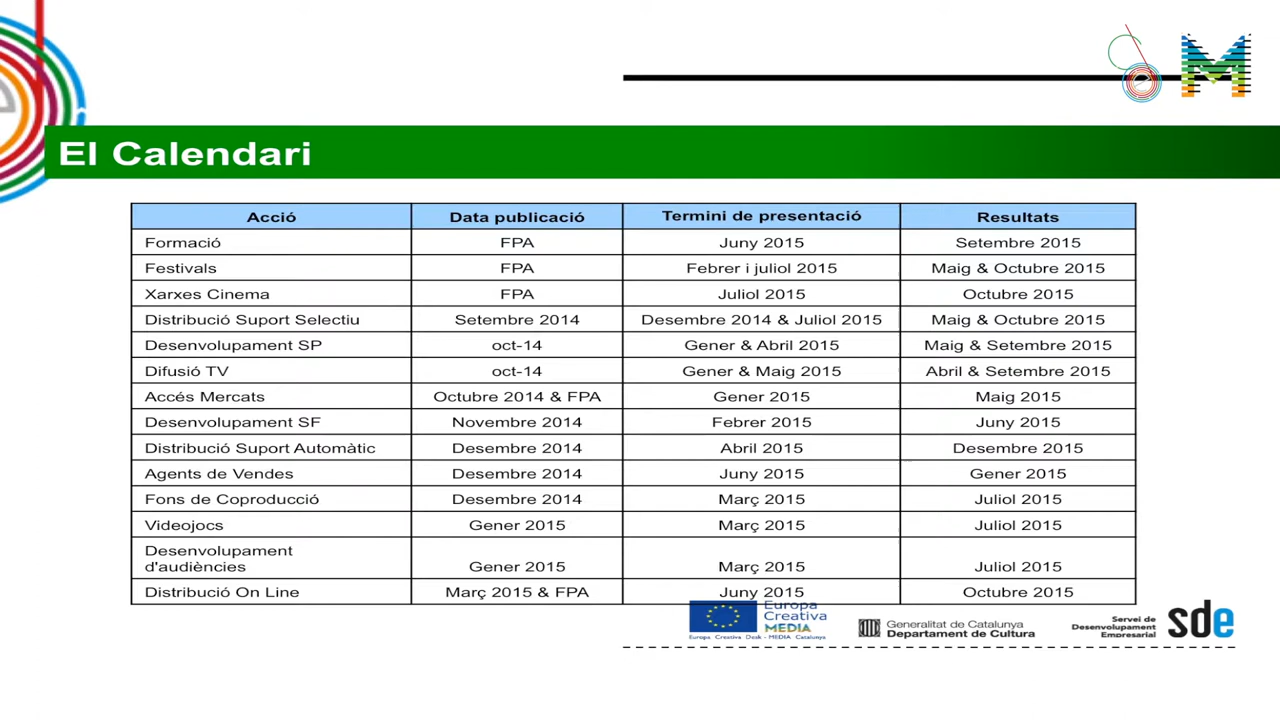 El Calendari
Acció Data publicació Termini de presentació Resultats
Formació FPA Juny 2015 Setembre 2015
Festivals FPA Febrer i juliol 2015 Maig & Octubre 2015
Xarxes Cinema FPA Juliol 2015 Octubre 2015
Distribució Suport Selectiu Setembre 2014 Desembre 2014 & Juliol 2015 Maig & Octubre 2015
Desenvolupament SP oct-14 Gener & Abril 2015 Maig & Setembre 2015
Difusió TV oct-14 Gener & Maig 2015 Abril & Setembre 2015
Accés Mercats Octubre 2014 & FPA Gener 2015 Maig 2015
Desenvolupament SF Novembre 2014 Febrer 2015 Juny 2015
Distribució Suport Automàtic Desembre 2014 Abril 2015 Desembre 2015
Agents de Vendes Desembre 2014 Juny 2015 Gener 2015
Fons de Coproducció Desembre 2014 Març 2015 Juliol 2015
Videojocs Gener 2015 Març 2015 Juliol 2015
Desenvolupament
d'audiències Gener 2015 Març 2015 Juliol 2015
Distribució On Line Març 2015 & FPA Juny 2015 Octubre 2015
Europa
Creativa
MEDIA
Europa Creativa Desk - MEDIA Catalunya
Generalitat de Catalunya
Departament de Cultura
Servei de
Desenvolupament
Empresarial
sde